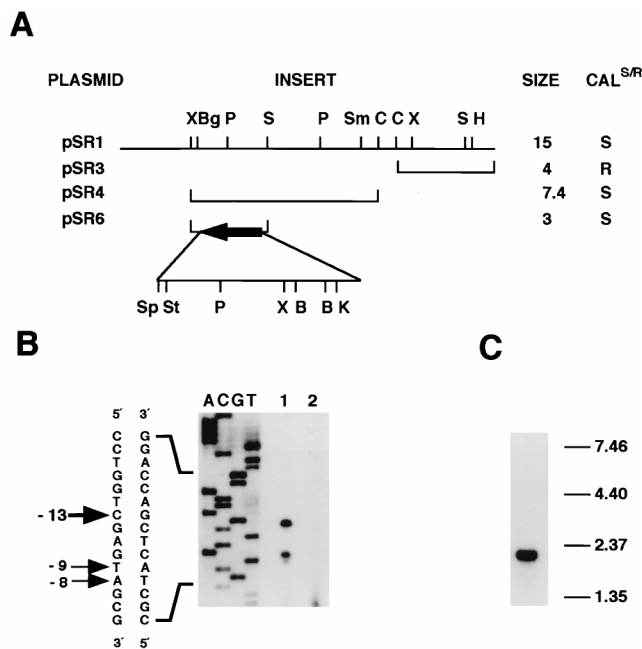 A
PLASMID INSERT SIZE CAL S/R
XBg P S P Sm C C X S H
pSR1 15 S
pSR3 4 R
pSR4 7.4 S
pSR6 3 S
Sp St P X B B K
B C
A C G T 1 2
5´ 3´
C G
C G
T A
G C
G C
T A
- 13 C G
G C
A T
G C
- 9 T A
- 8 A T
G C
C G
G C
3´ 5´
7.46
4.40
2.37
1.35